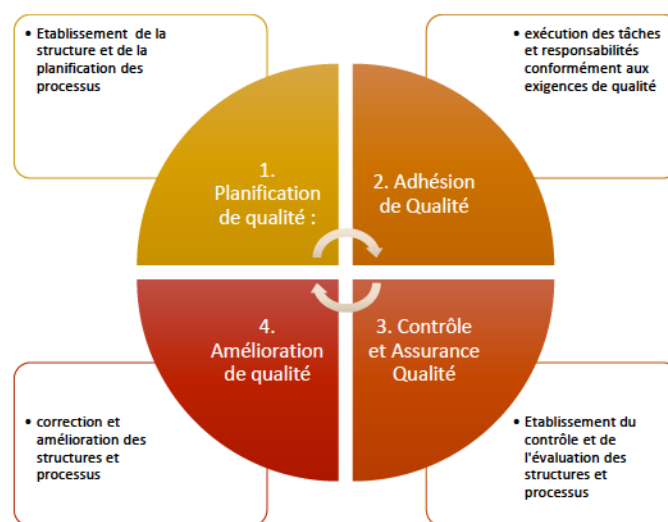 • Etablissement de la
structure et de la
planification des
processus
• exécution des tâches
et responsabilités
conformément aux
exigences de qualité
1.
Planification
de qualité :
2. Adhésion
de Qualité
4.
Amélioration
de qualité
3. Contrôle
et Assurance
Qualité
• correction et
amélioration des
structures et
processus
• Etablissement du
contrôle et de
l'évaluation des
structures et
processus